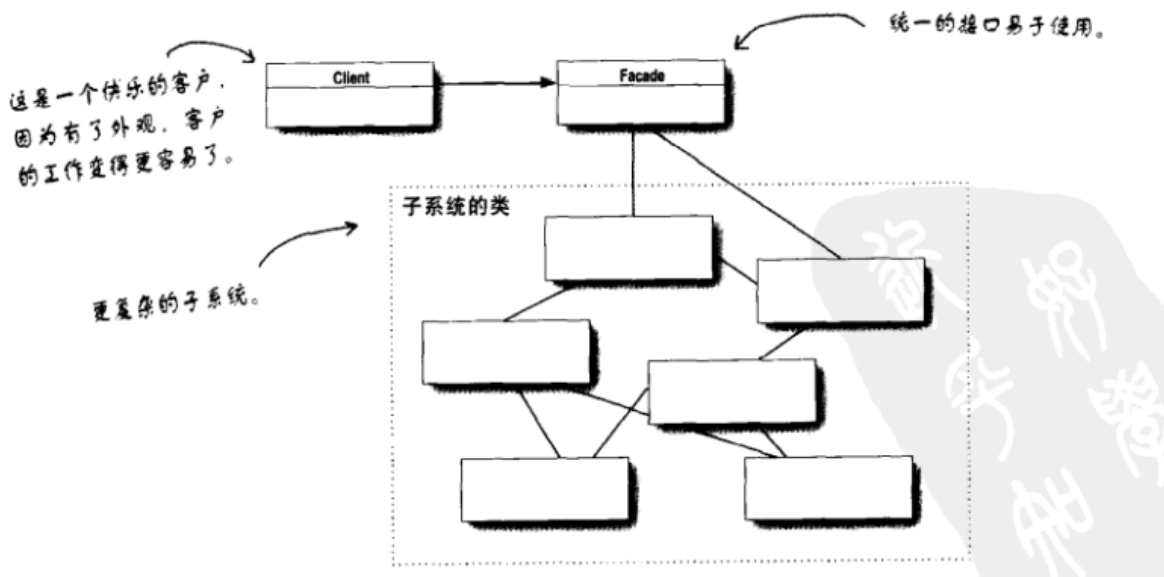 统一的接口易于使用。
Client
Facade
这是一个快乐的客户，
因为有了外观，客户
的工作变得更容易了。
子系统的类
更复杂的子系统。